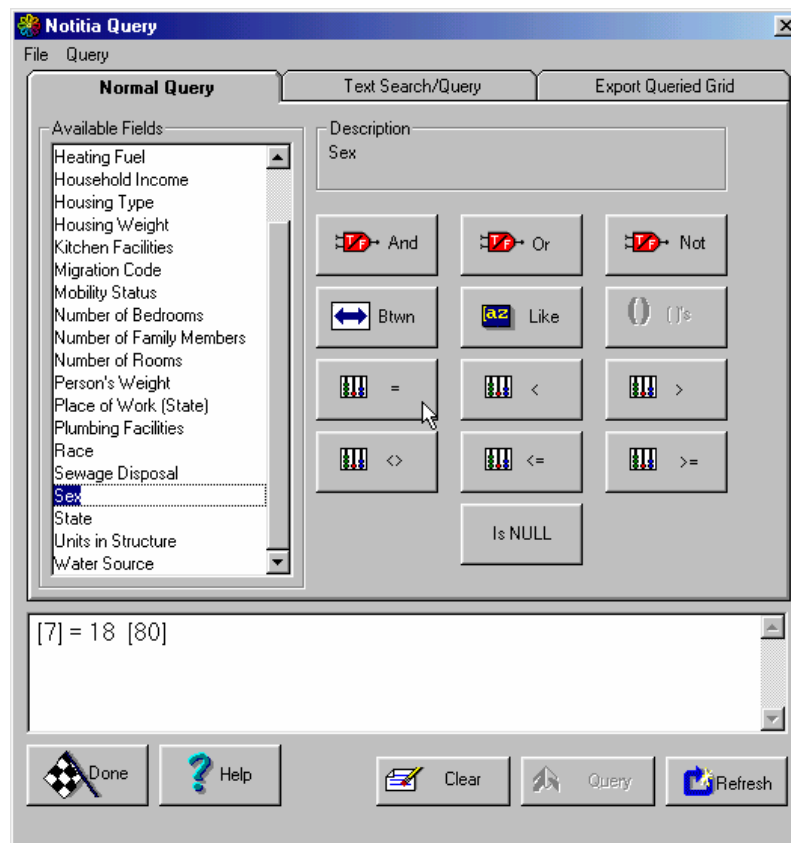 Notitia Query
File Query
Normal Query
Text Search/Query
Export Queried Grid
Available Fields
Heating Fuel
Household Income
Housing Type
Housing Weight
Kitchen Facilities
Migration Code
Mobility Status
Number of Bedrooms
Number of Family Members
Number of Rooms
Person's Weight
Place of Work (State)
Plumbing Facilities
Race
Sewage Disposal
Sex
State
Units in Structure
Water Source
Description
Sex
And
Or
Not
Btwn
Like
( )'s
=
<
>
<>
<=
>=
Is NULL
[7] = 18 [80]
Done
Help
Clear
Query
Refresh